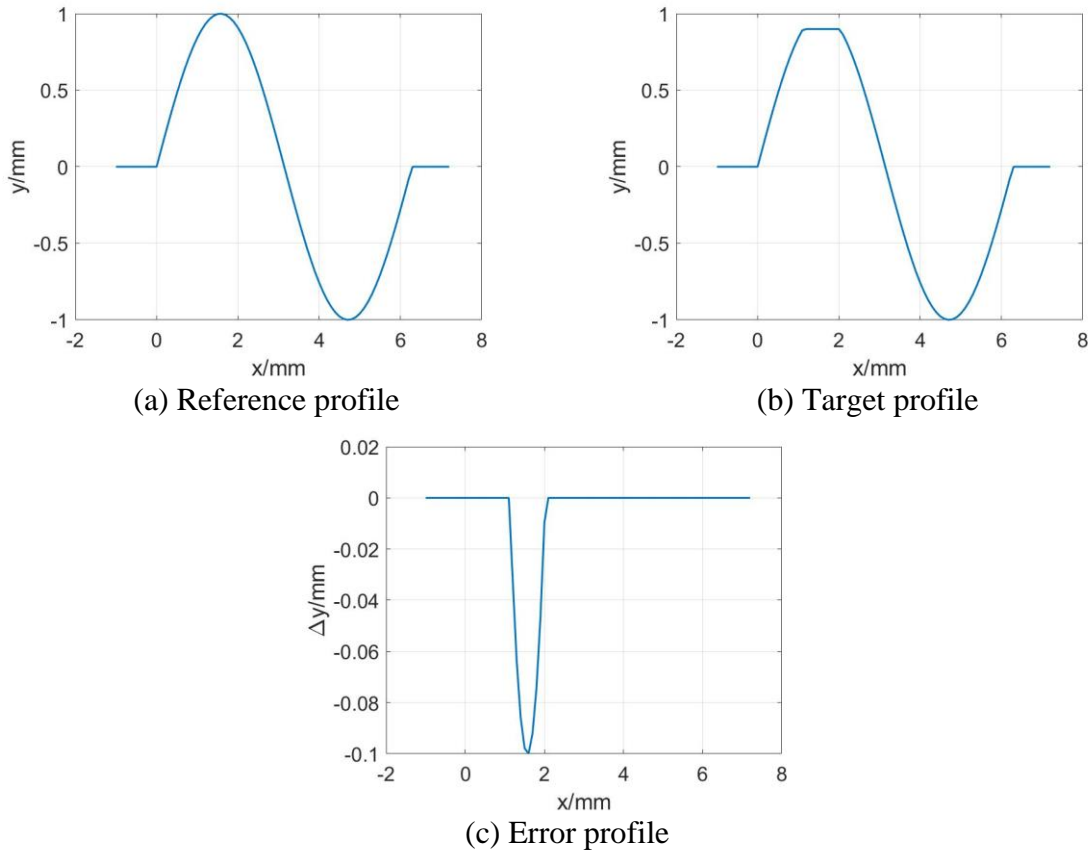 1
0.5
0
-0.5
-1
y/mm
-2 0 2 4 6 8
x/mm
(a) Reference profile
1
0.5
0
-0.5
-1
y/mm
-2 0 2 4 6 8
x/mm
(b) Target profile
0.02
0
-0.02
-0.04
-0.06
-0.08
-0.1
Δy/mm
-2 0 2 4 6 8
x/mm
(c) Error profile